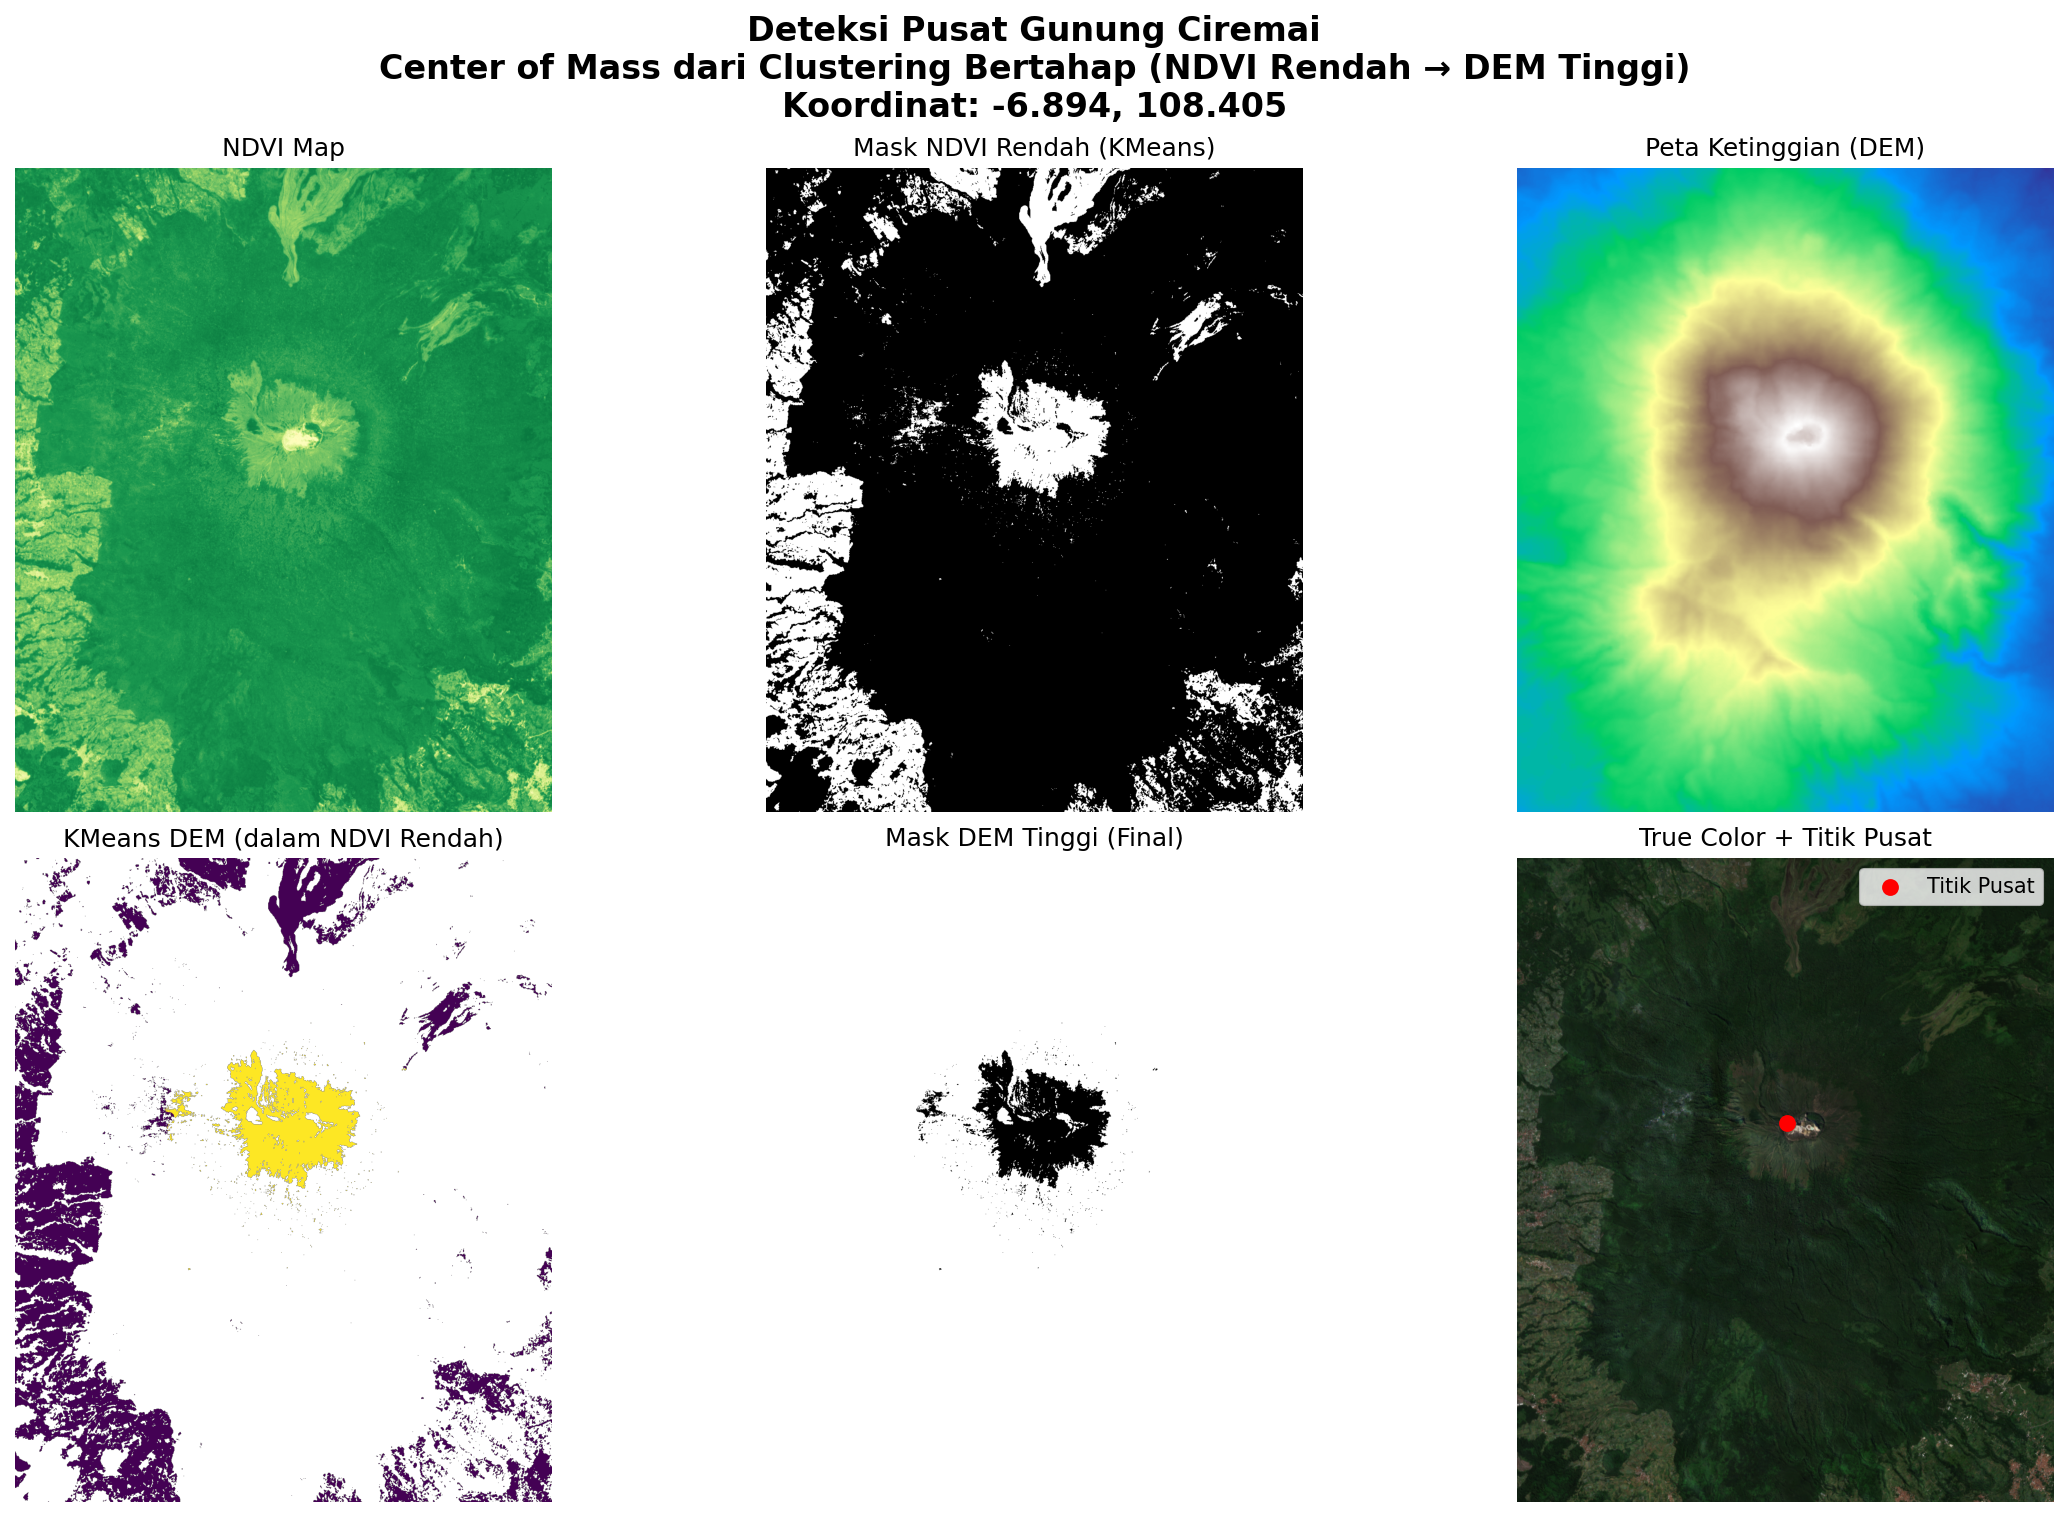 Deteksi Pusat Gunung Ciremai
Center of Mass dari Clustering Bertahap (NDVI Rendah → DEM Tinggi)
Koordinat: -6.894, 108.405
NDVI Map
Mask NDVI Rendah (KMeans)
Peta Ketinggian (DEM)
KMeans DEM (dalam NDVI Rendah)
Mask DEM Tinggi (Final)
True Color + Titik Pusat
Titik Pusat